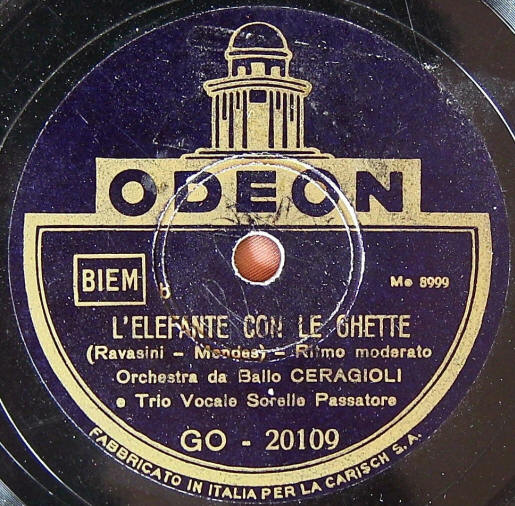 ODEON
BIEM
b
Mo 8999
L'ELEFANTE CON LE GHETTE
(Ravasini - Mendes) - Ritmo moderato
Orchestra da Ballo CERAGIOLI
e Trio Vocale Sorelle Passatore
GO - 20109
FABBRICATO IN ITALIA PER LA CARISCH S.A.